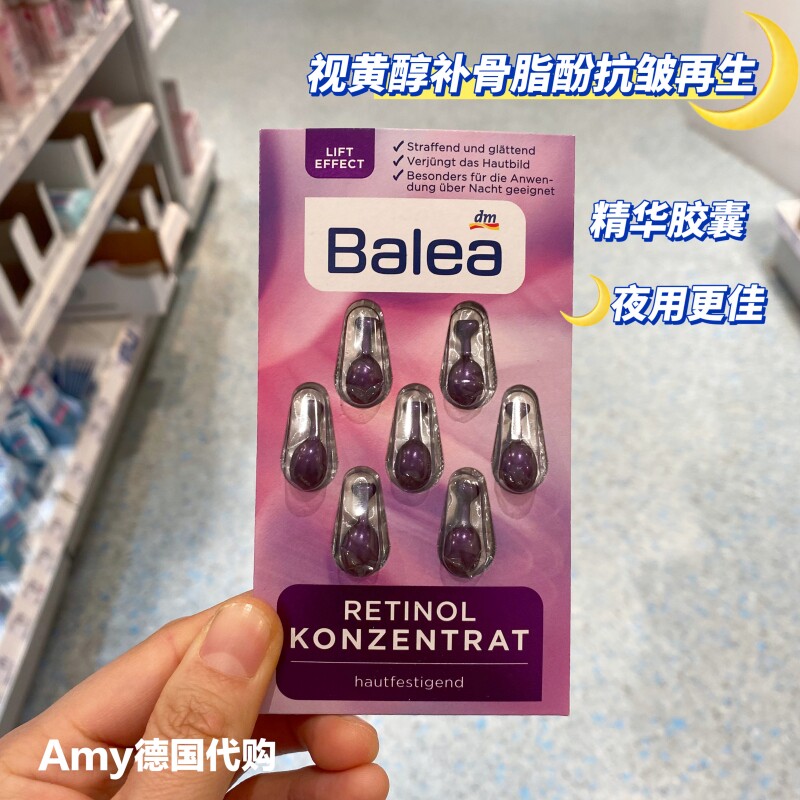 视黄醇补骨脂酚抗皱再生
LIFT
EFFECT
✓ Straffend und glättend
✓ Verjüngt das Hautbild
✓ Besonders für die Anwen-
dung über Nacht geeignet
dm
Balea
精华胶囊
夜用更佳
RETINOL
KONZENTRAT
hautfestigend
Amy德国代购